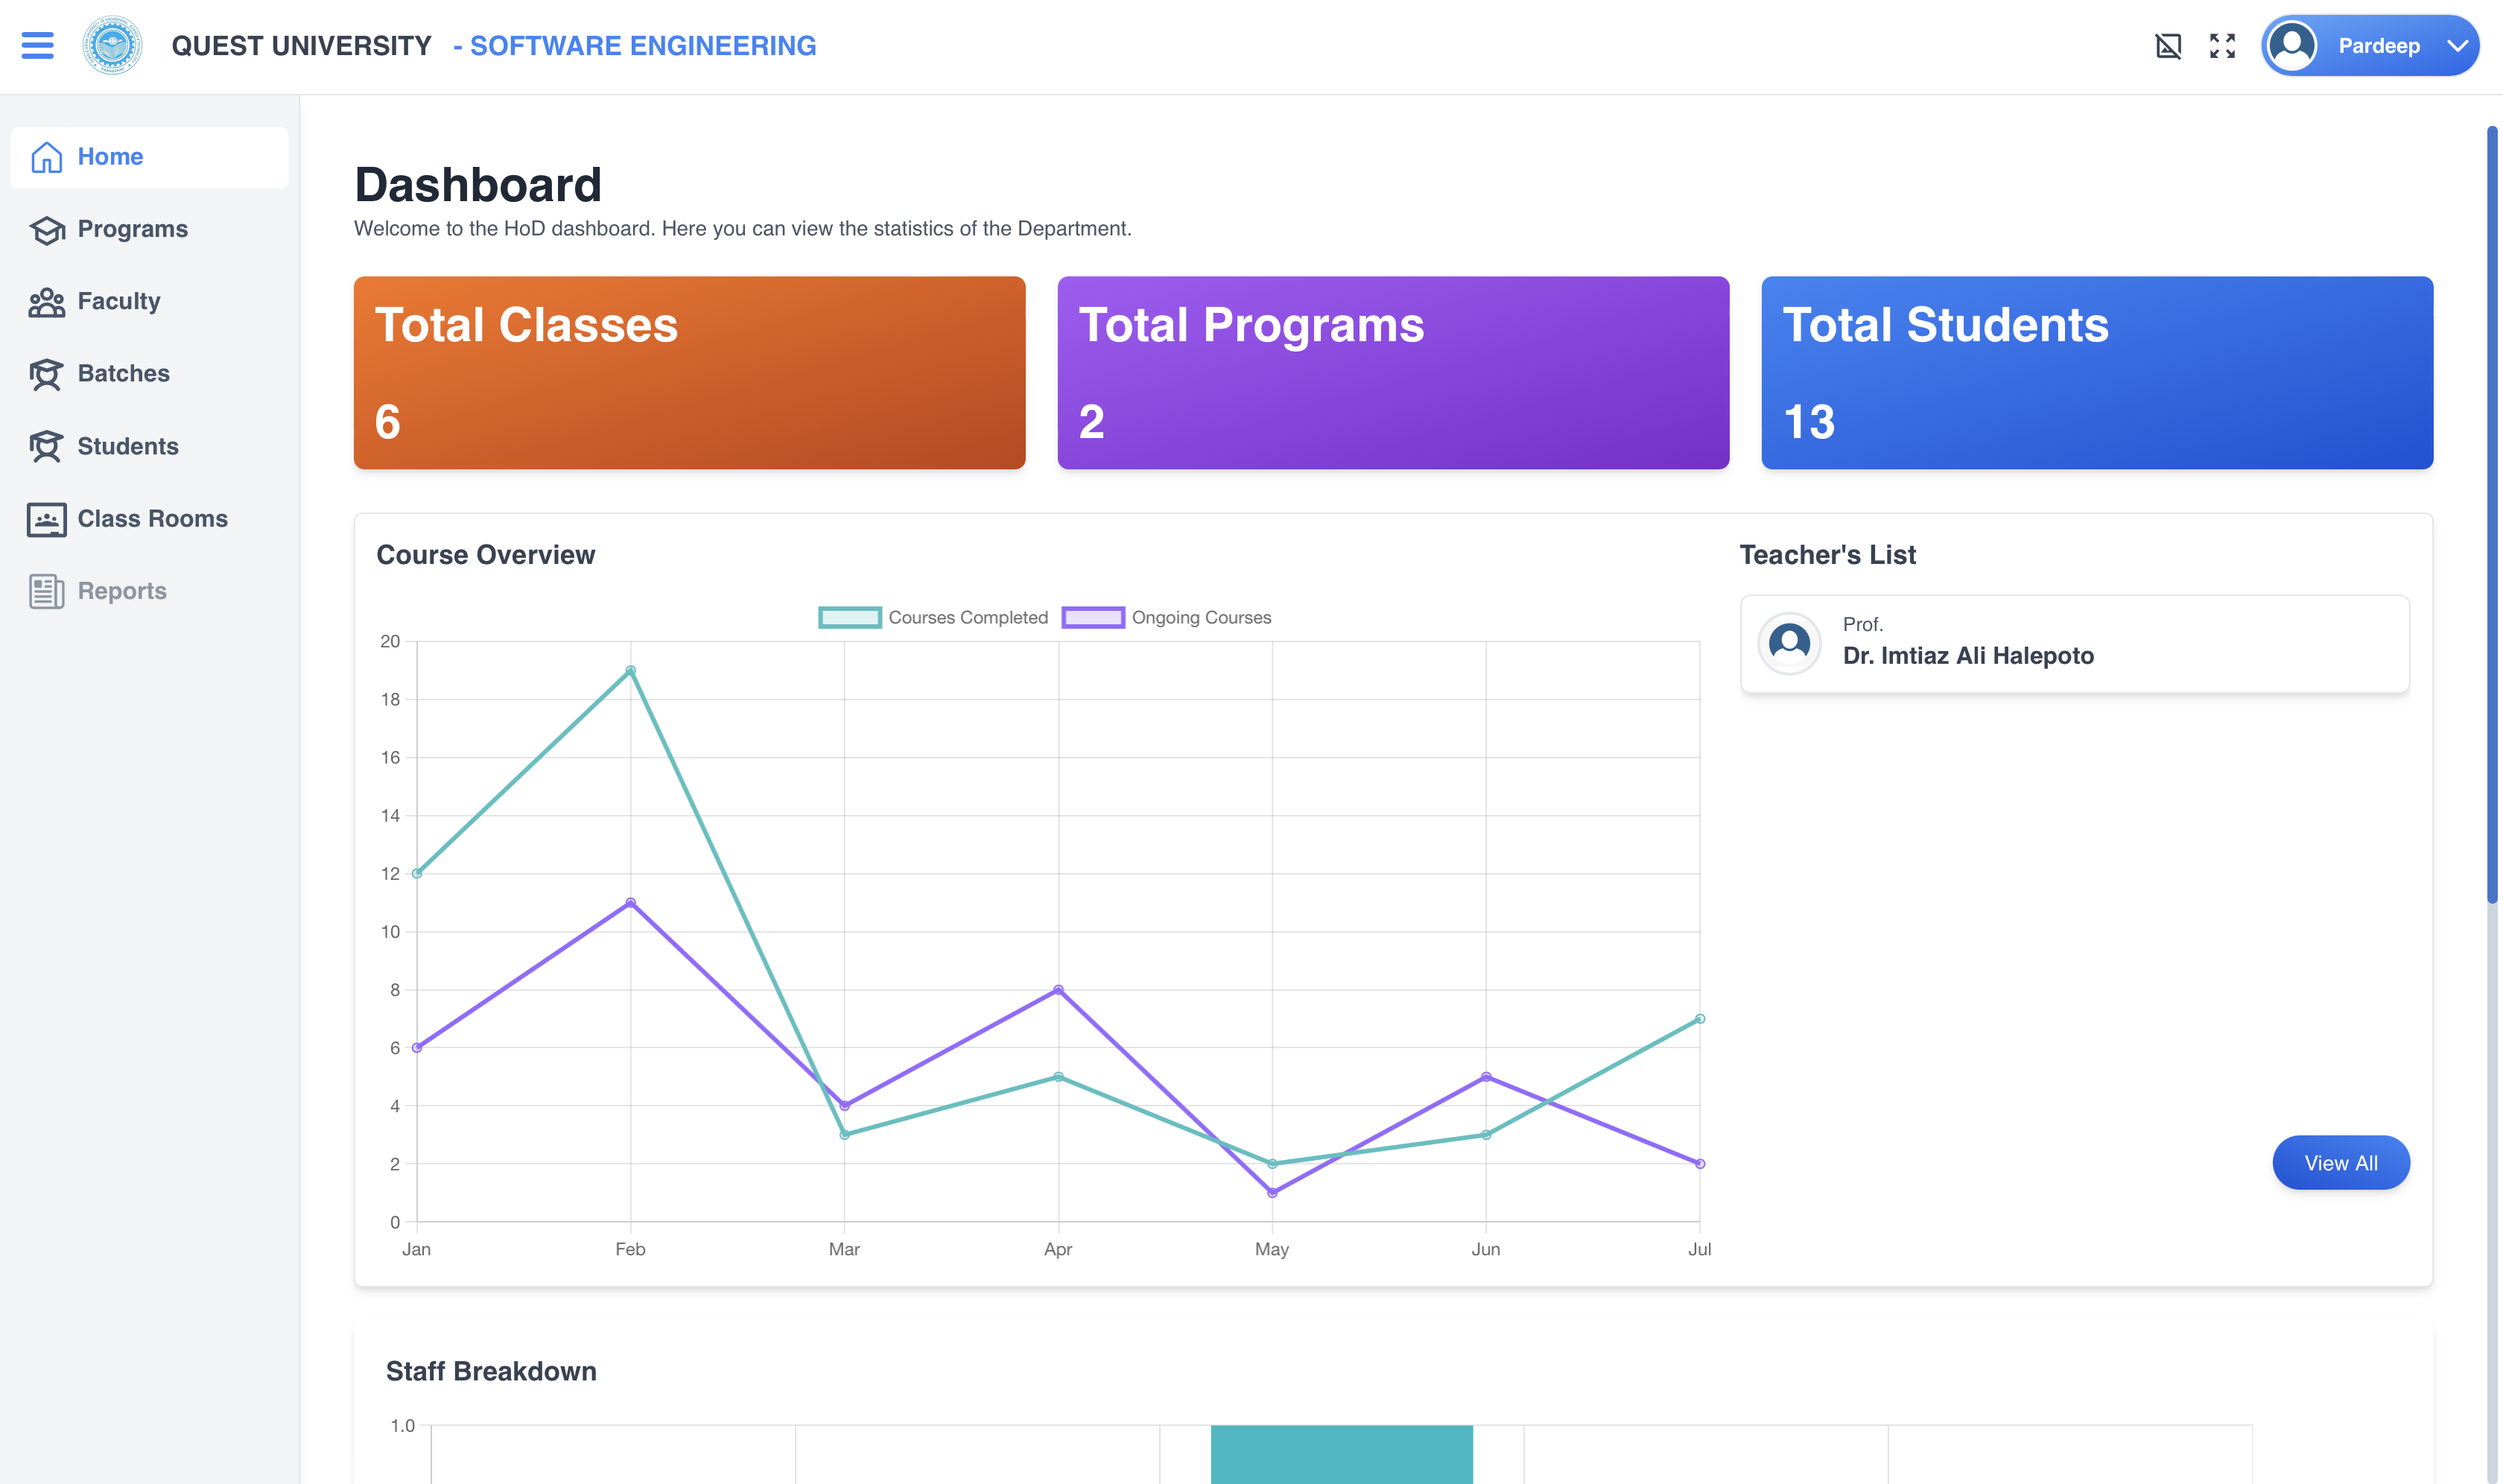 QUEST UNIVERSITY - SOFTWARE ENGINEERING
Pardeep
Home
Programs
Faculty
Batches
Students
Class Rooms
Reports
Dashboard
Welcome to the HoD dashboard. Here you can view the statistics of the Department.
Total Classes
6
Total Programs
2
Total Students
13
Course Overview
Courses Completed
Ongoing Courses
20
18
16
14
12
10
8
6
4
2
0
Jan
Feb
Mar
Apr
May
Jun
Jul
Teacher's List
Prof.
Dr. Imtiaz Ali Halepoto
View All
Staff Breakdown
1.0